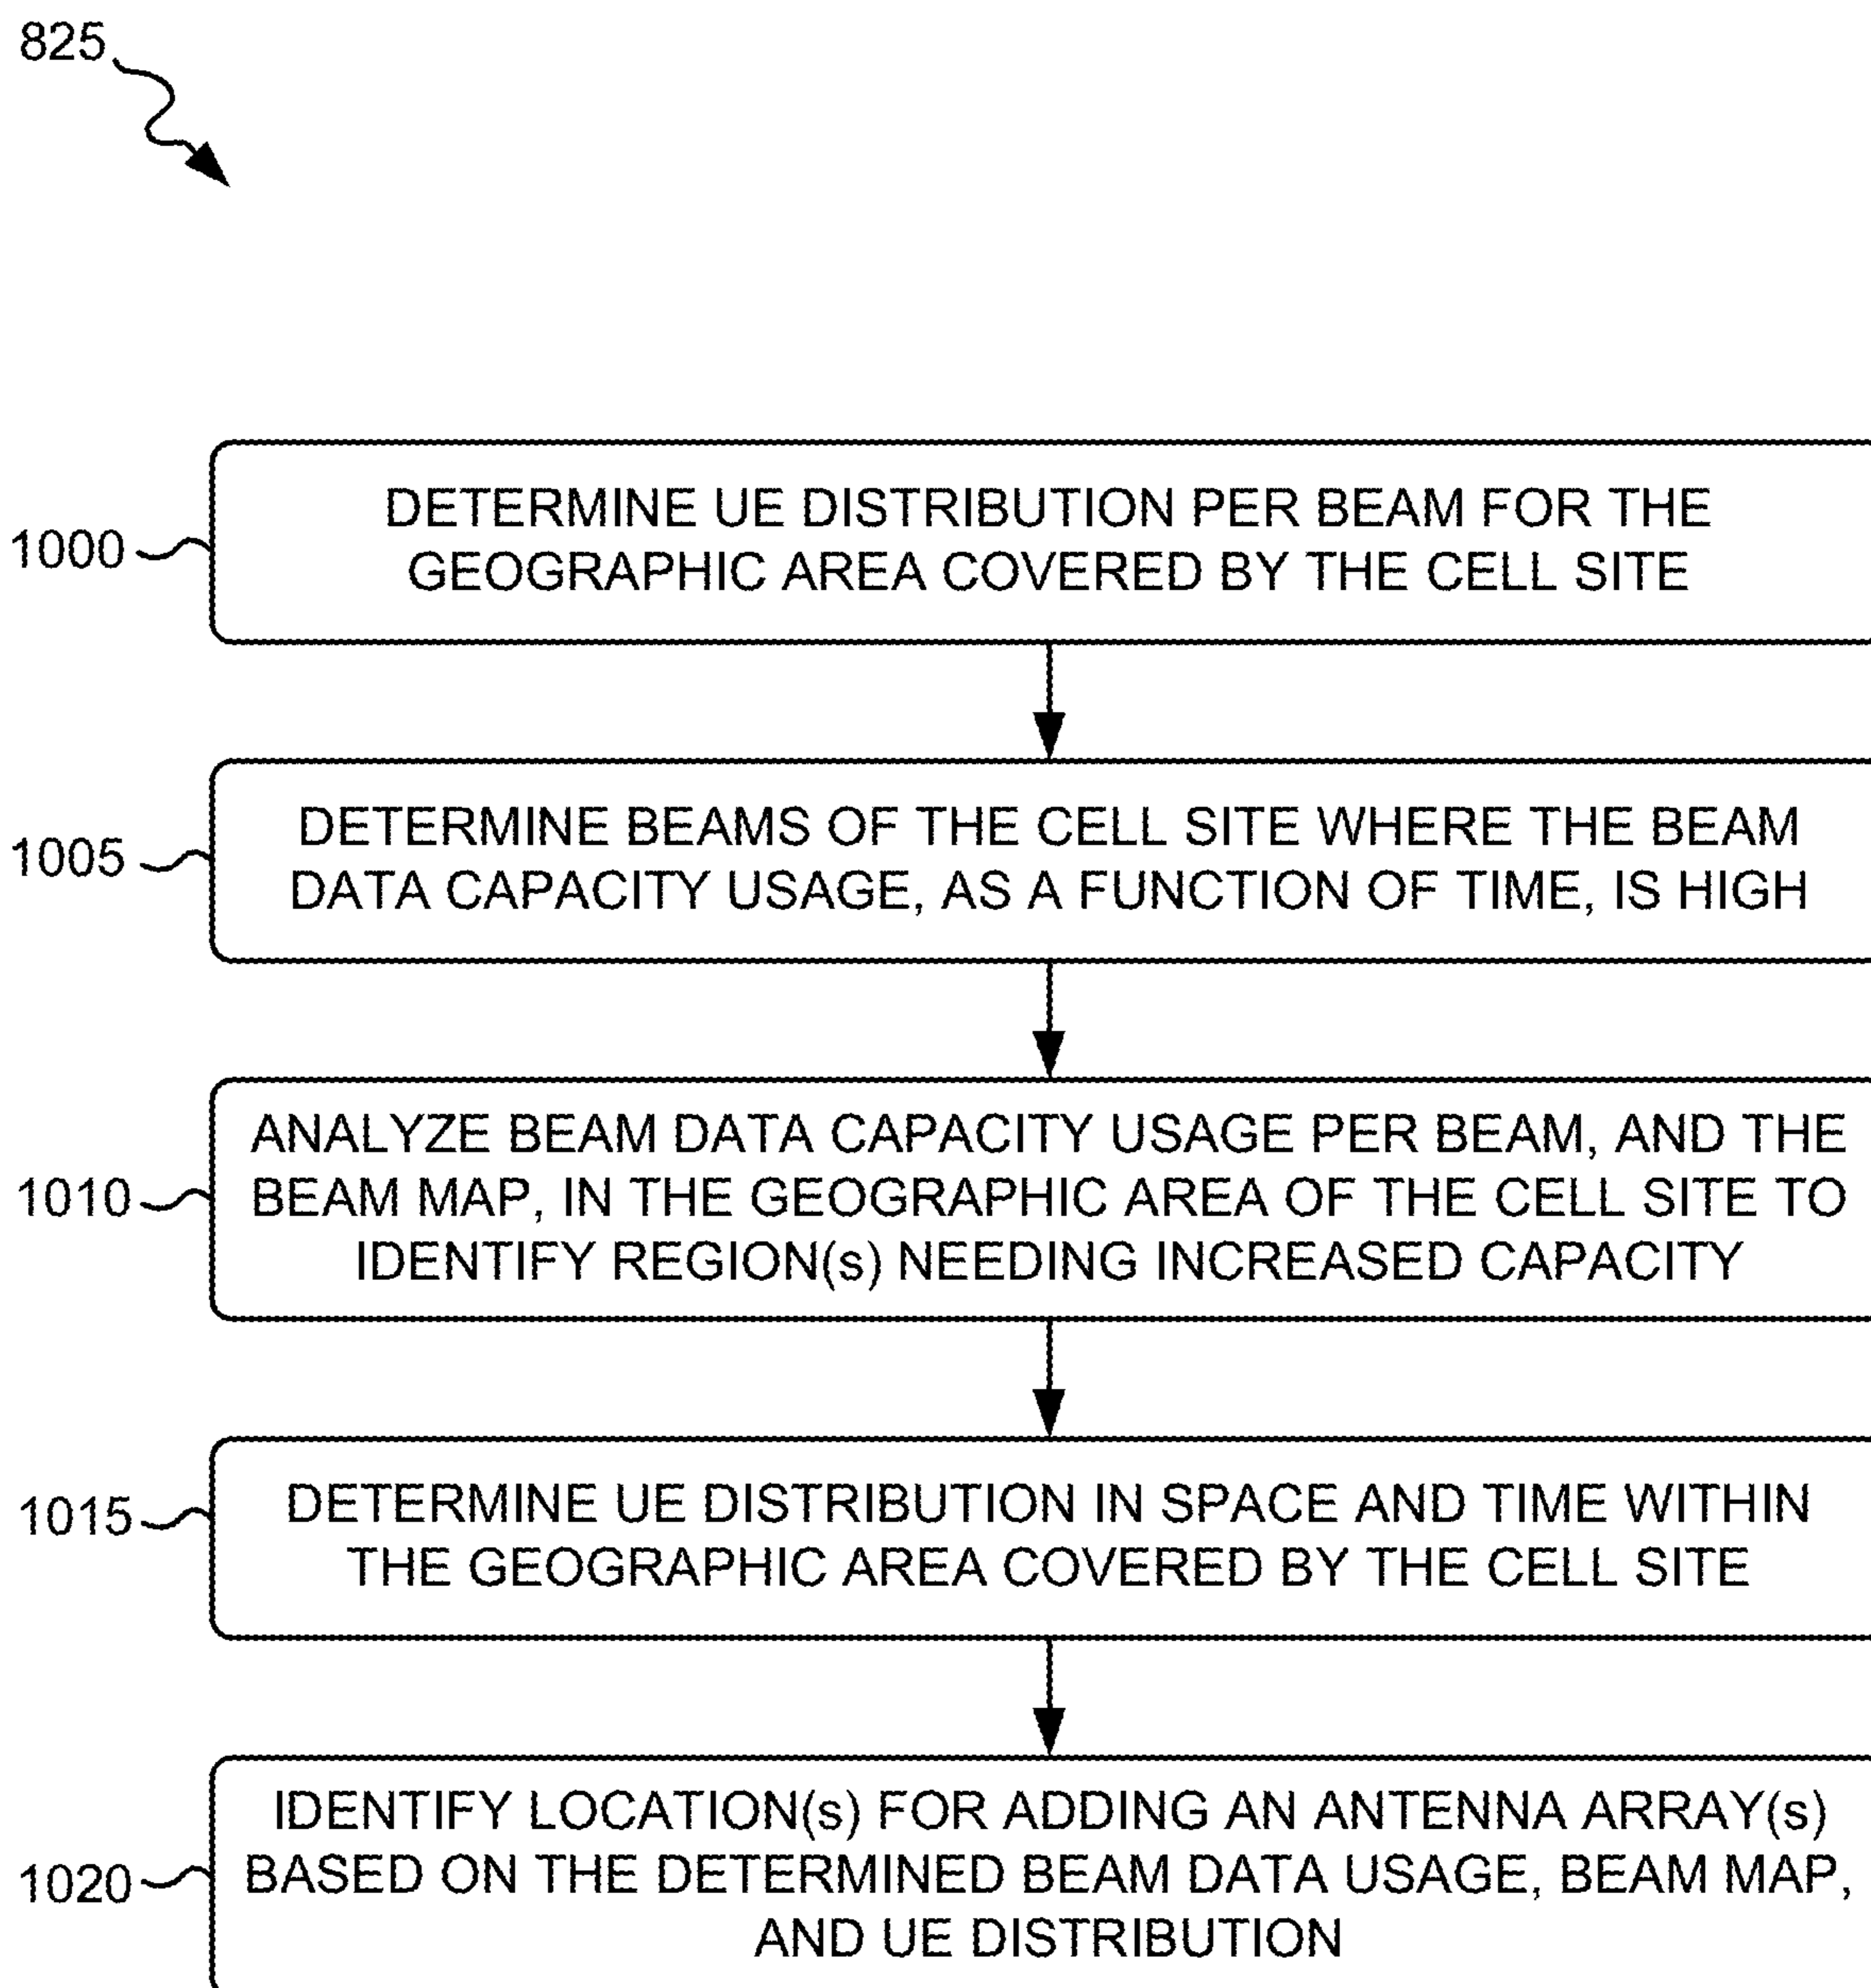 825
1000
DETERMINE UE DISTRIBUTION PER BEAM FOR THE
GEOGRAPHIC AREA COVERED BY THE CELL SITE
1005
DETERMINE BEAMS OF THE CELL SITE WHERE THE BEAM
DATA CAPACITY USAGE, AS A FUNCTION OF TIME, IS HIGH
1010
ANALYZE BEAM DATA CAPACITY USAGE PER BEAM, AND THE
BEAM MAP, IN THE GEOGRAPHIC AREA OF THE CELL SITE TO
IDENTIFY REGION(s) NEEDING INCREASED CAPACITY
1015
DETERMINE UE DISTRIBUTION IN SPACE AND TIME WITHIN
THE GEOGRAPHIC AREA COVERED BY THE CELL SITE
1020
IDENTIFY LOCATION(s) FOR ADDING AN ANTENNA ARRAY(s)
BASED ON THE DETERMINED BEAM DATA USAGE, BEAM MAP,
AND UE DISTRIBUTION